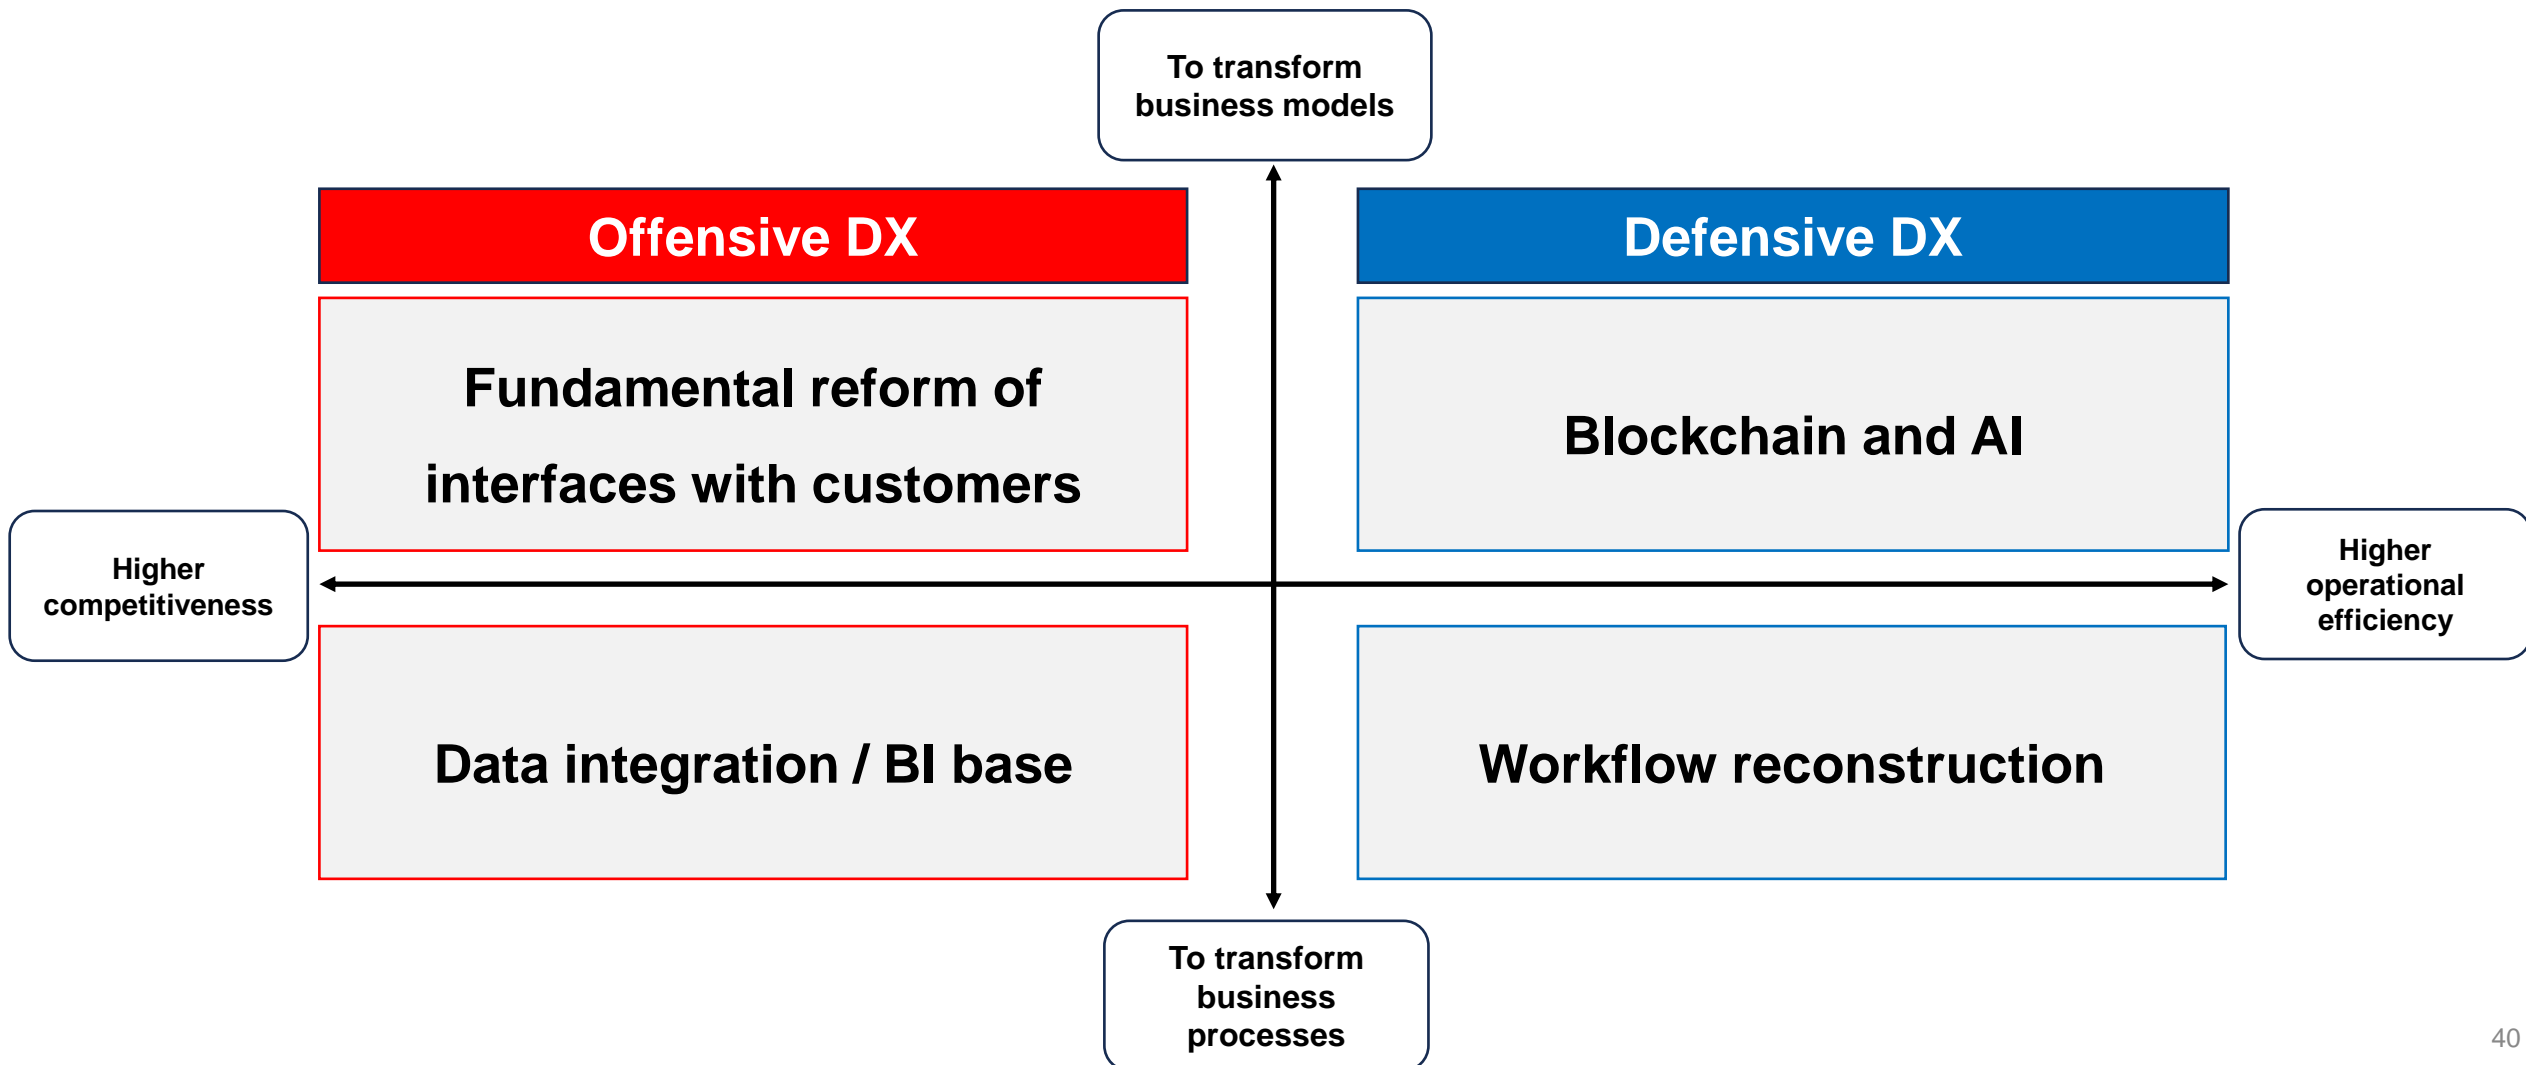 To transform
business models
Offensive DX
Defensive DX
Fundamental reform of
interfaces with customers
Blockchain and AI
Higher
competitiveness
Higher
operational
efficiency
Data integration / BI base
Workflow reconstruction
To transform
business
processes
40